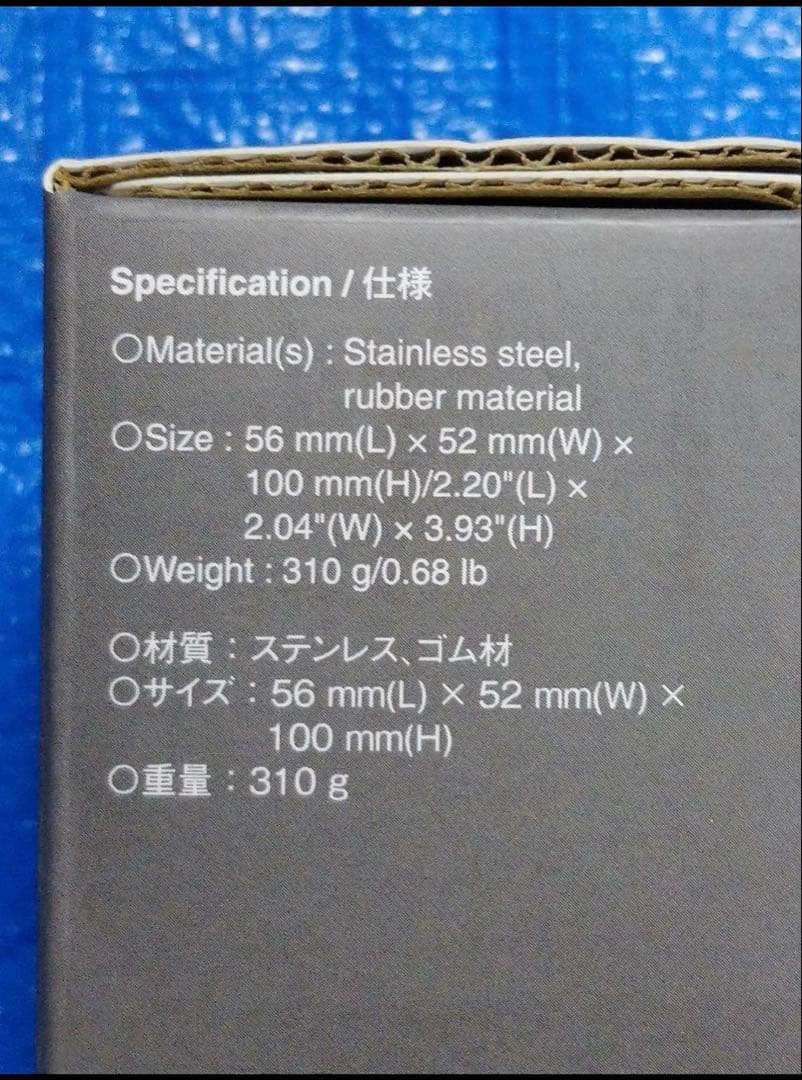 Specification / 仕様
○Material(s) : Stainless steel,
rubber material
○Size : 56 mm(L) × 52 mm(W) ×
100 mm(H)/2.20"(L) ×
2.04"(W) × 3.93"(H)
○Weight : 310 g/0.68 lb
○材質：ステンレス、ゴム材
○サイズ：56 mm(L) × 52 mm(W) ×
100 mm(H)
○重量：310 g